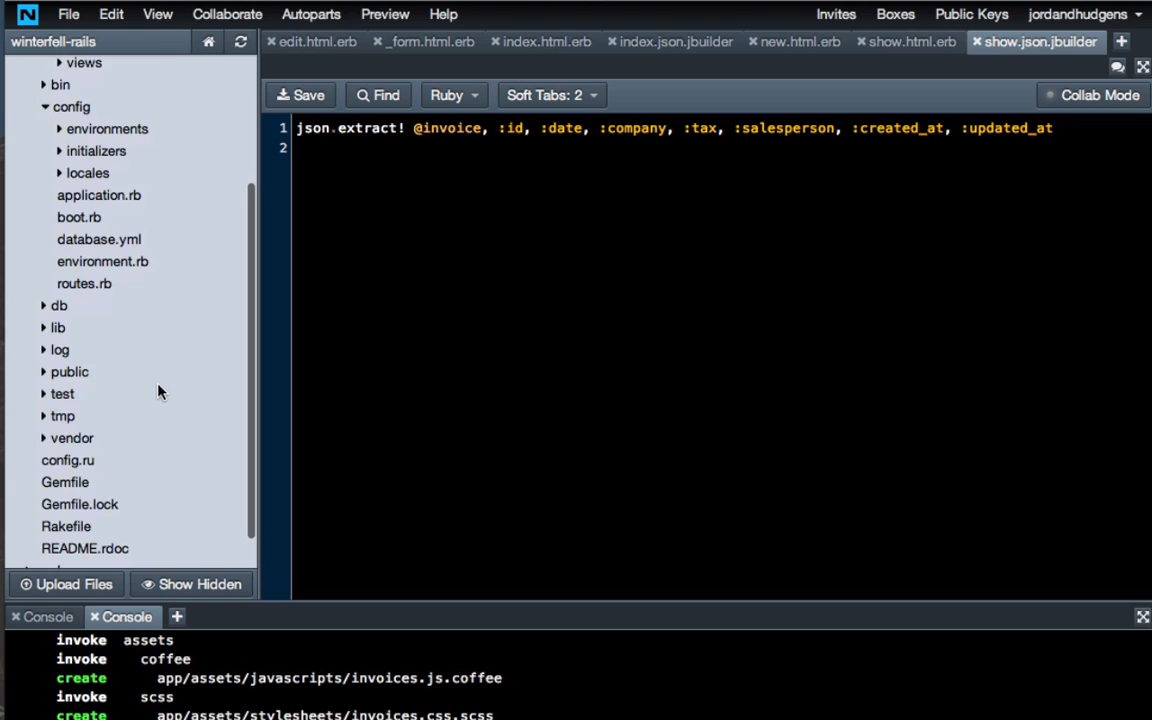 N File Edit View Collaborate Autoparts Preview Help Invites Boxes Public Keys jordandhudgens
winterfell-rails
edit.html.erb _form.html.erb index.html.erb index.json.jbuilder new.html.erb show.html.erb show.json.jbuilder +
Save Find Ruby Soft Tabs: 2 Collab Mode
views
bin
config
environments
initializers
locales
application.rb
boot.rb
database.yml
environment.rb
routes.rb
db
lib
log
public
test
tmp
vendor
config.ru
Gemfile
Gemfile.lock
Rakefile
README.rdoc
Upload Files Show Hidden
1 json.extract! @invoice, :id, :date, :company, :tax, :salesperson, :created_at, :updated_at
2
Console Console +
invoke assets
invoke coffee
create app/assets/javascripts/invoices.js.coffee
invoke scss
create app/assets/stylesheets/invoices.css.scss